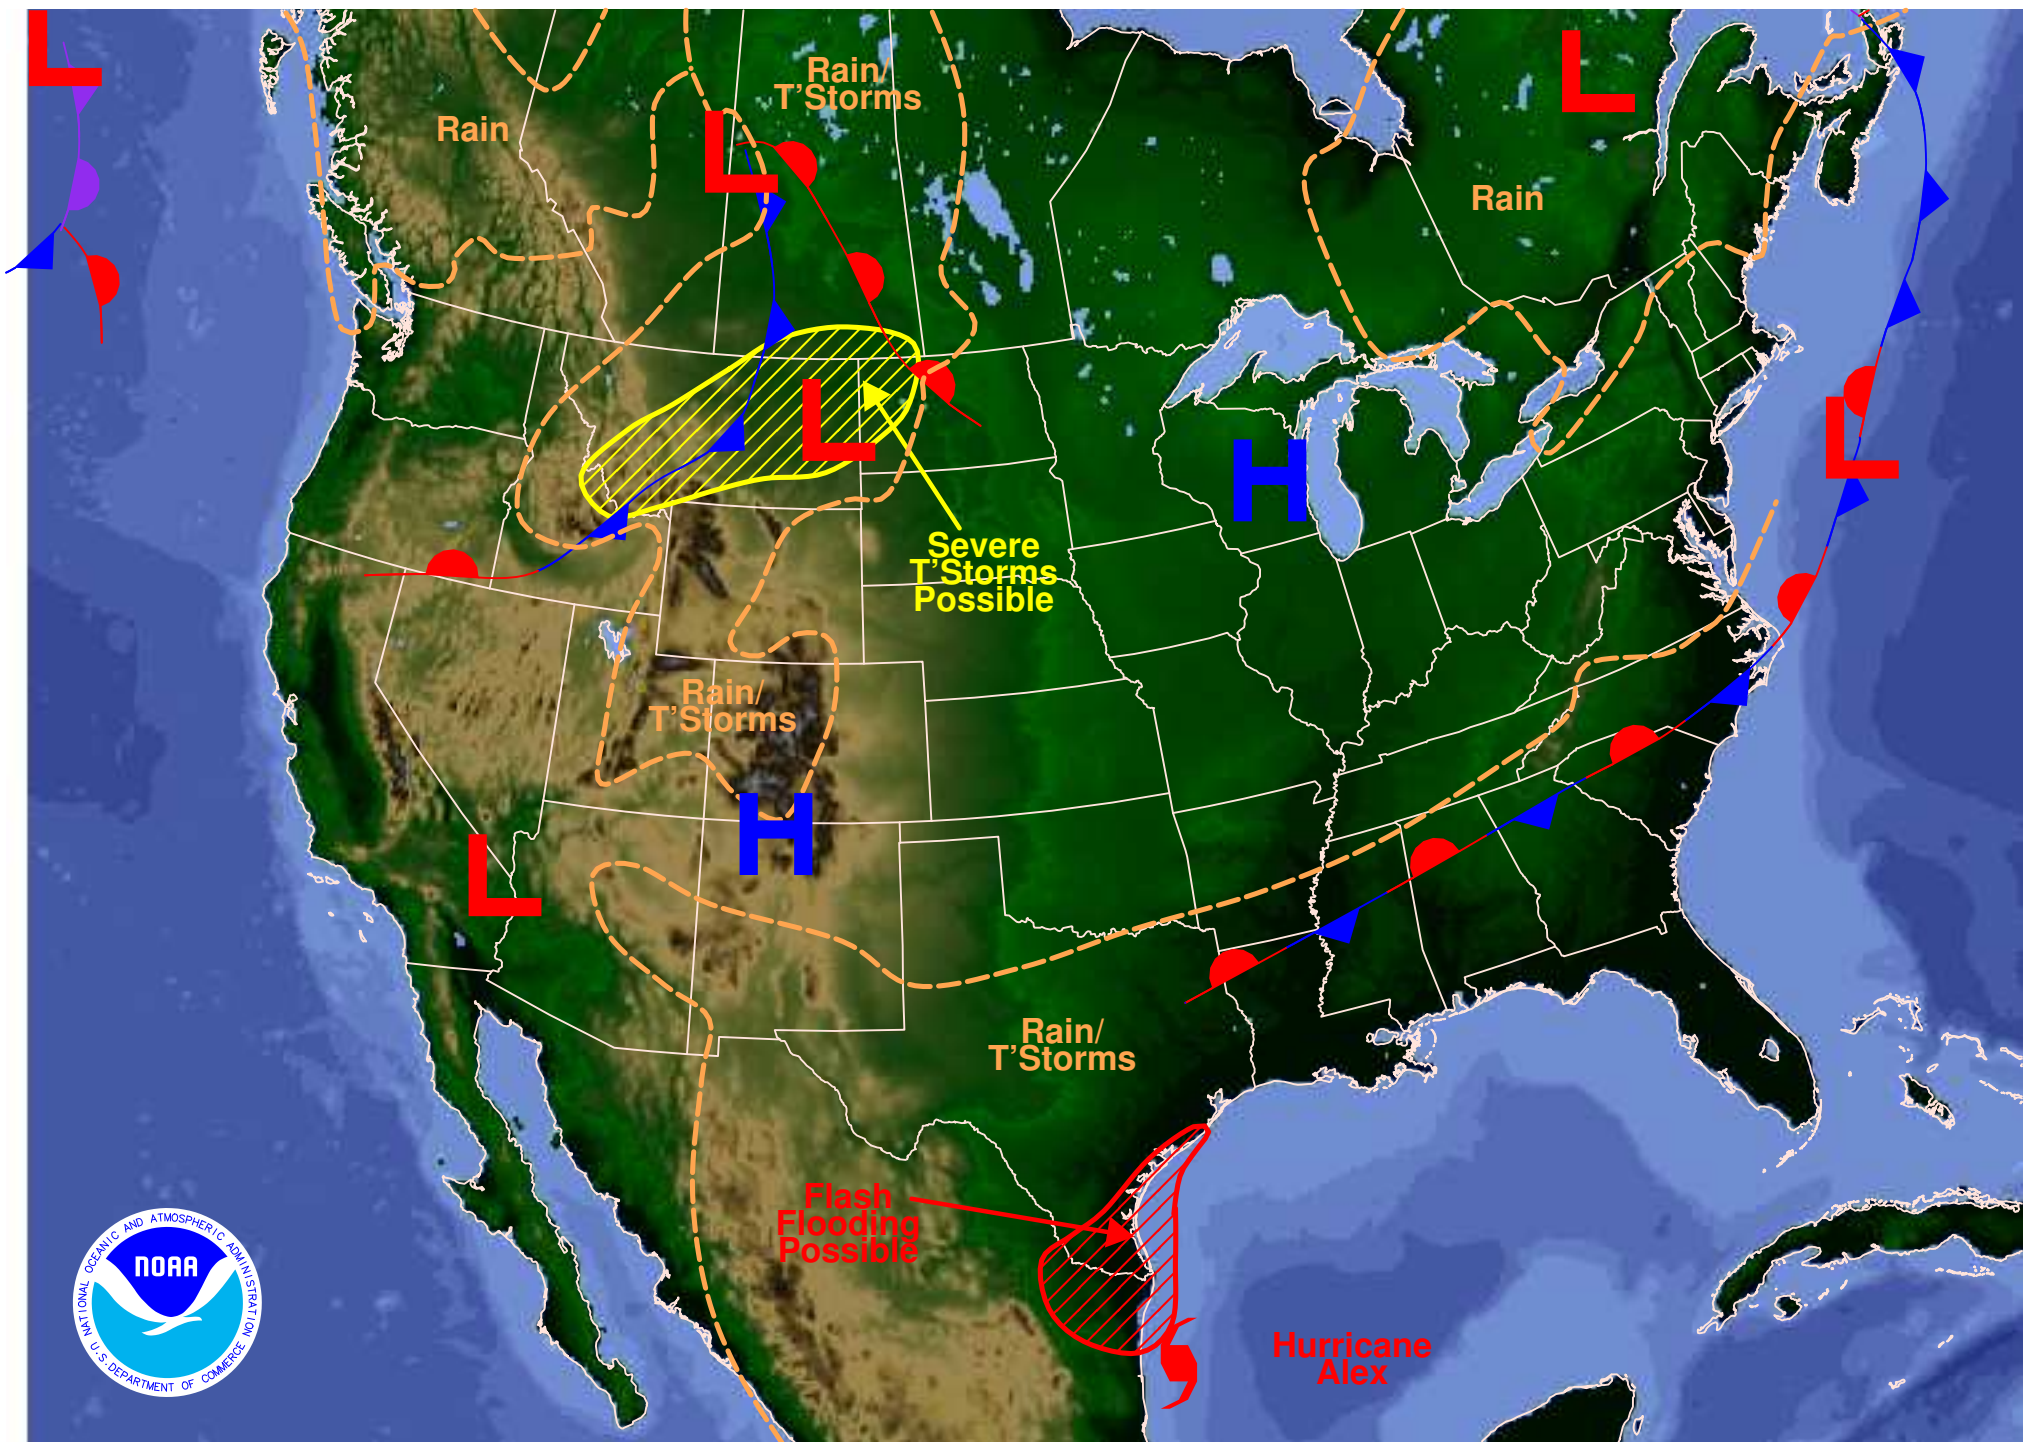 L
L
Rain/
T'Storms
Rain
L
L
Rain
L
H
L
Severe
T'Storms
Possible
Rain/
T'Storms
H
L
Rain/
T'Storms
Flash
Flooding
Possible
Hurricane
Alex
NATIONAL OCEANIC AND ATMOSPHERIC ADMINISTRATION
NOAA
U.S. DEPARTMENT OF COMMERCE